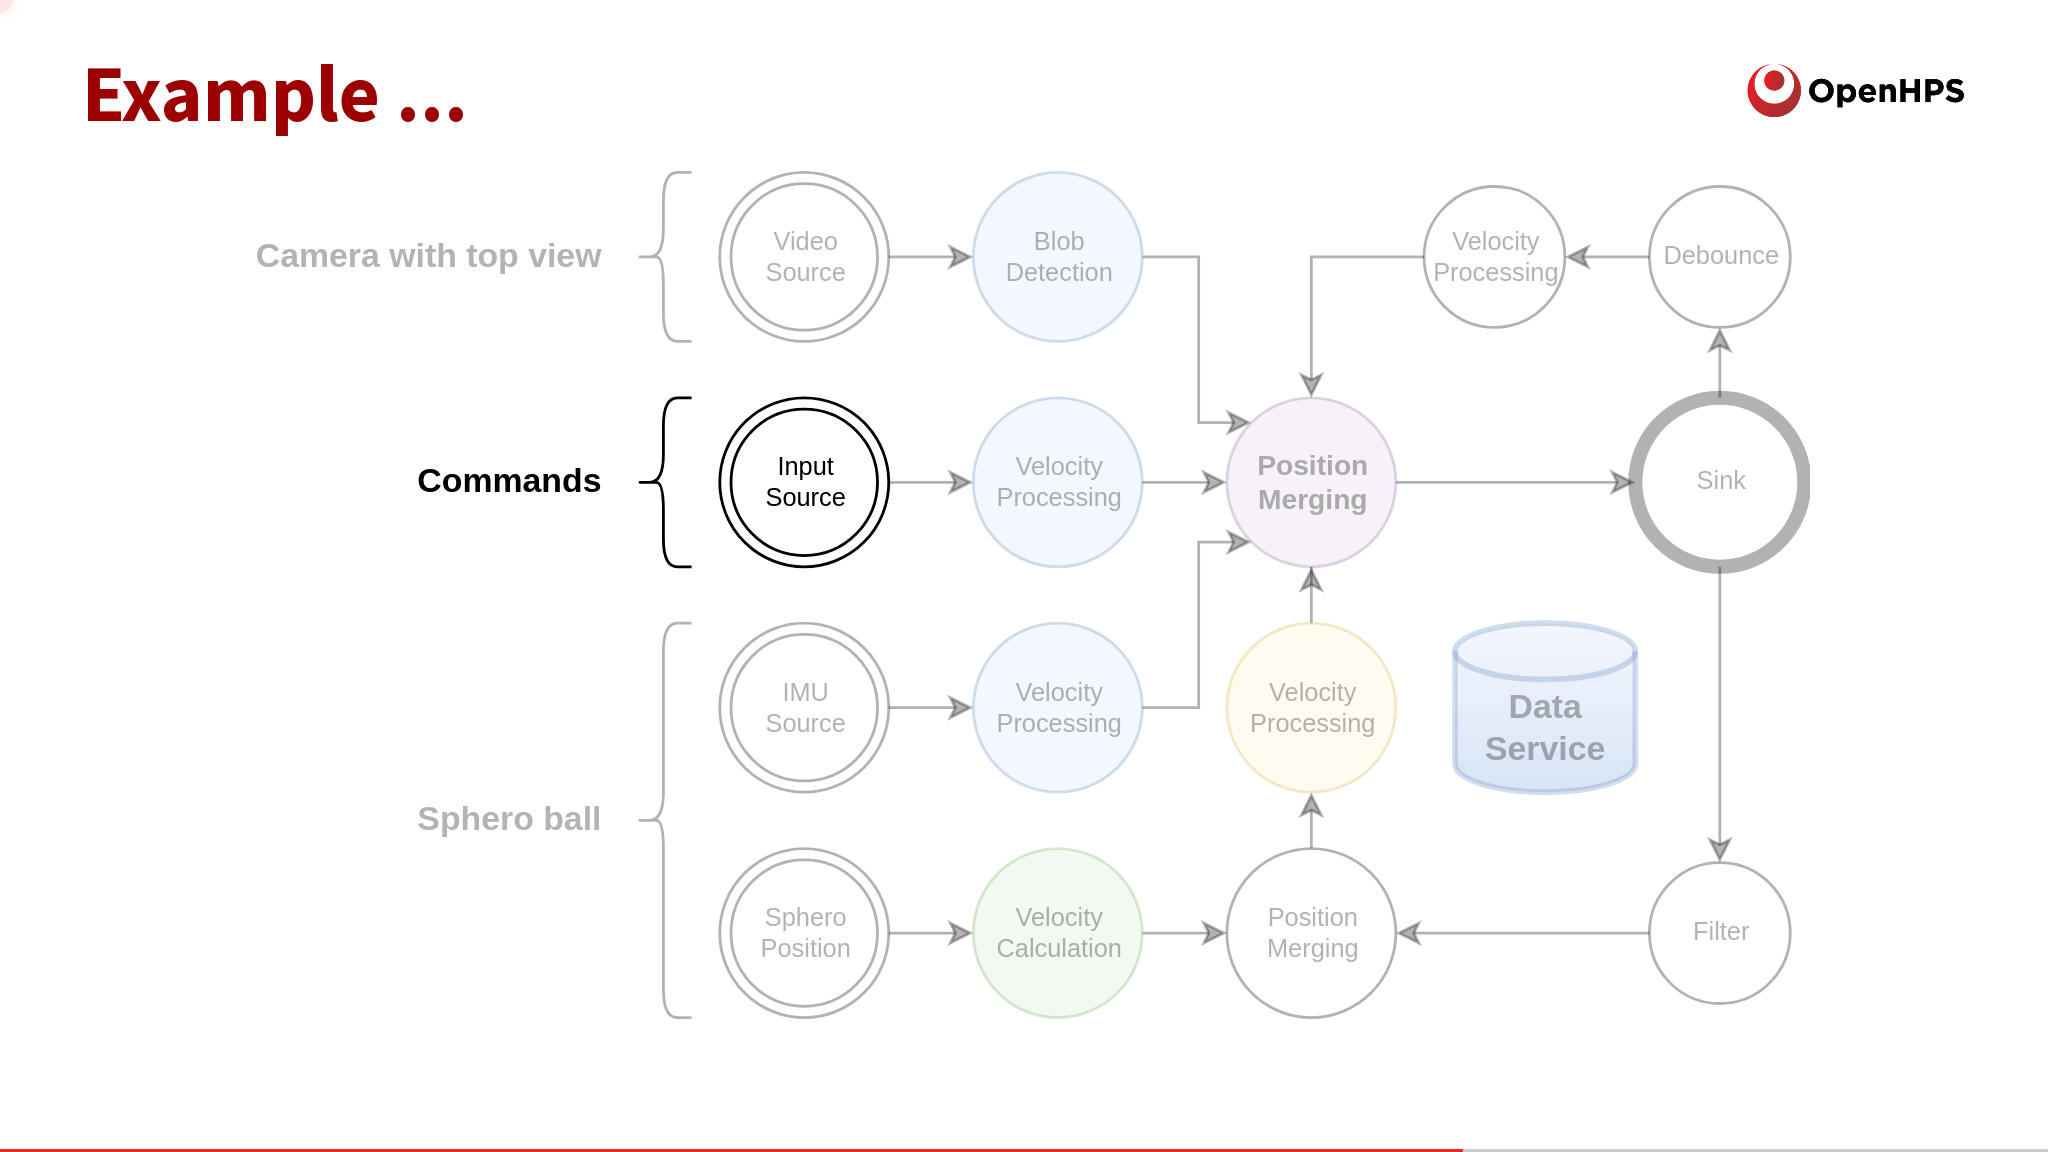 Example ...
OpenHPS
Camera with top view
Video
Source
Blob
Detection
Velocity
Processing
Debounce
Commands
Input
Source
Velocity
Processing
Position
Merging
Sink
Sphero ball
IMU
Source
Velocity
Processing
Velocity
Processing
Data
Service
Sphero
Position
Velocity
Calculation
Position
Merging
Filter